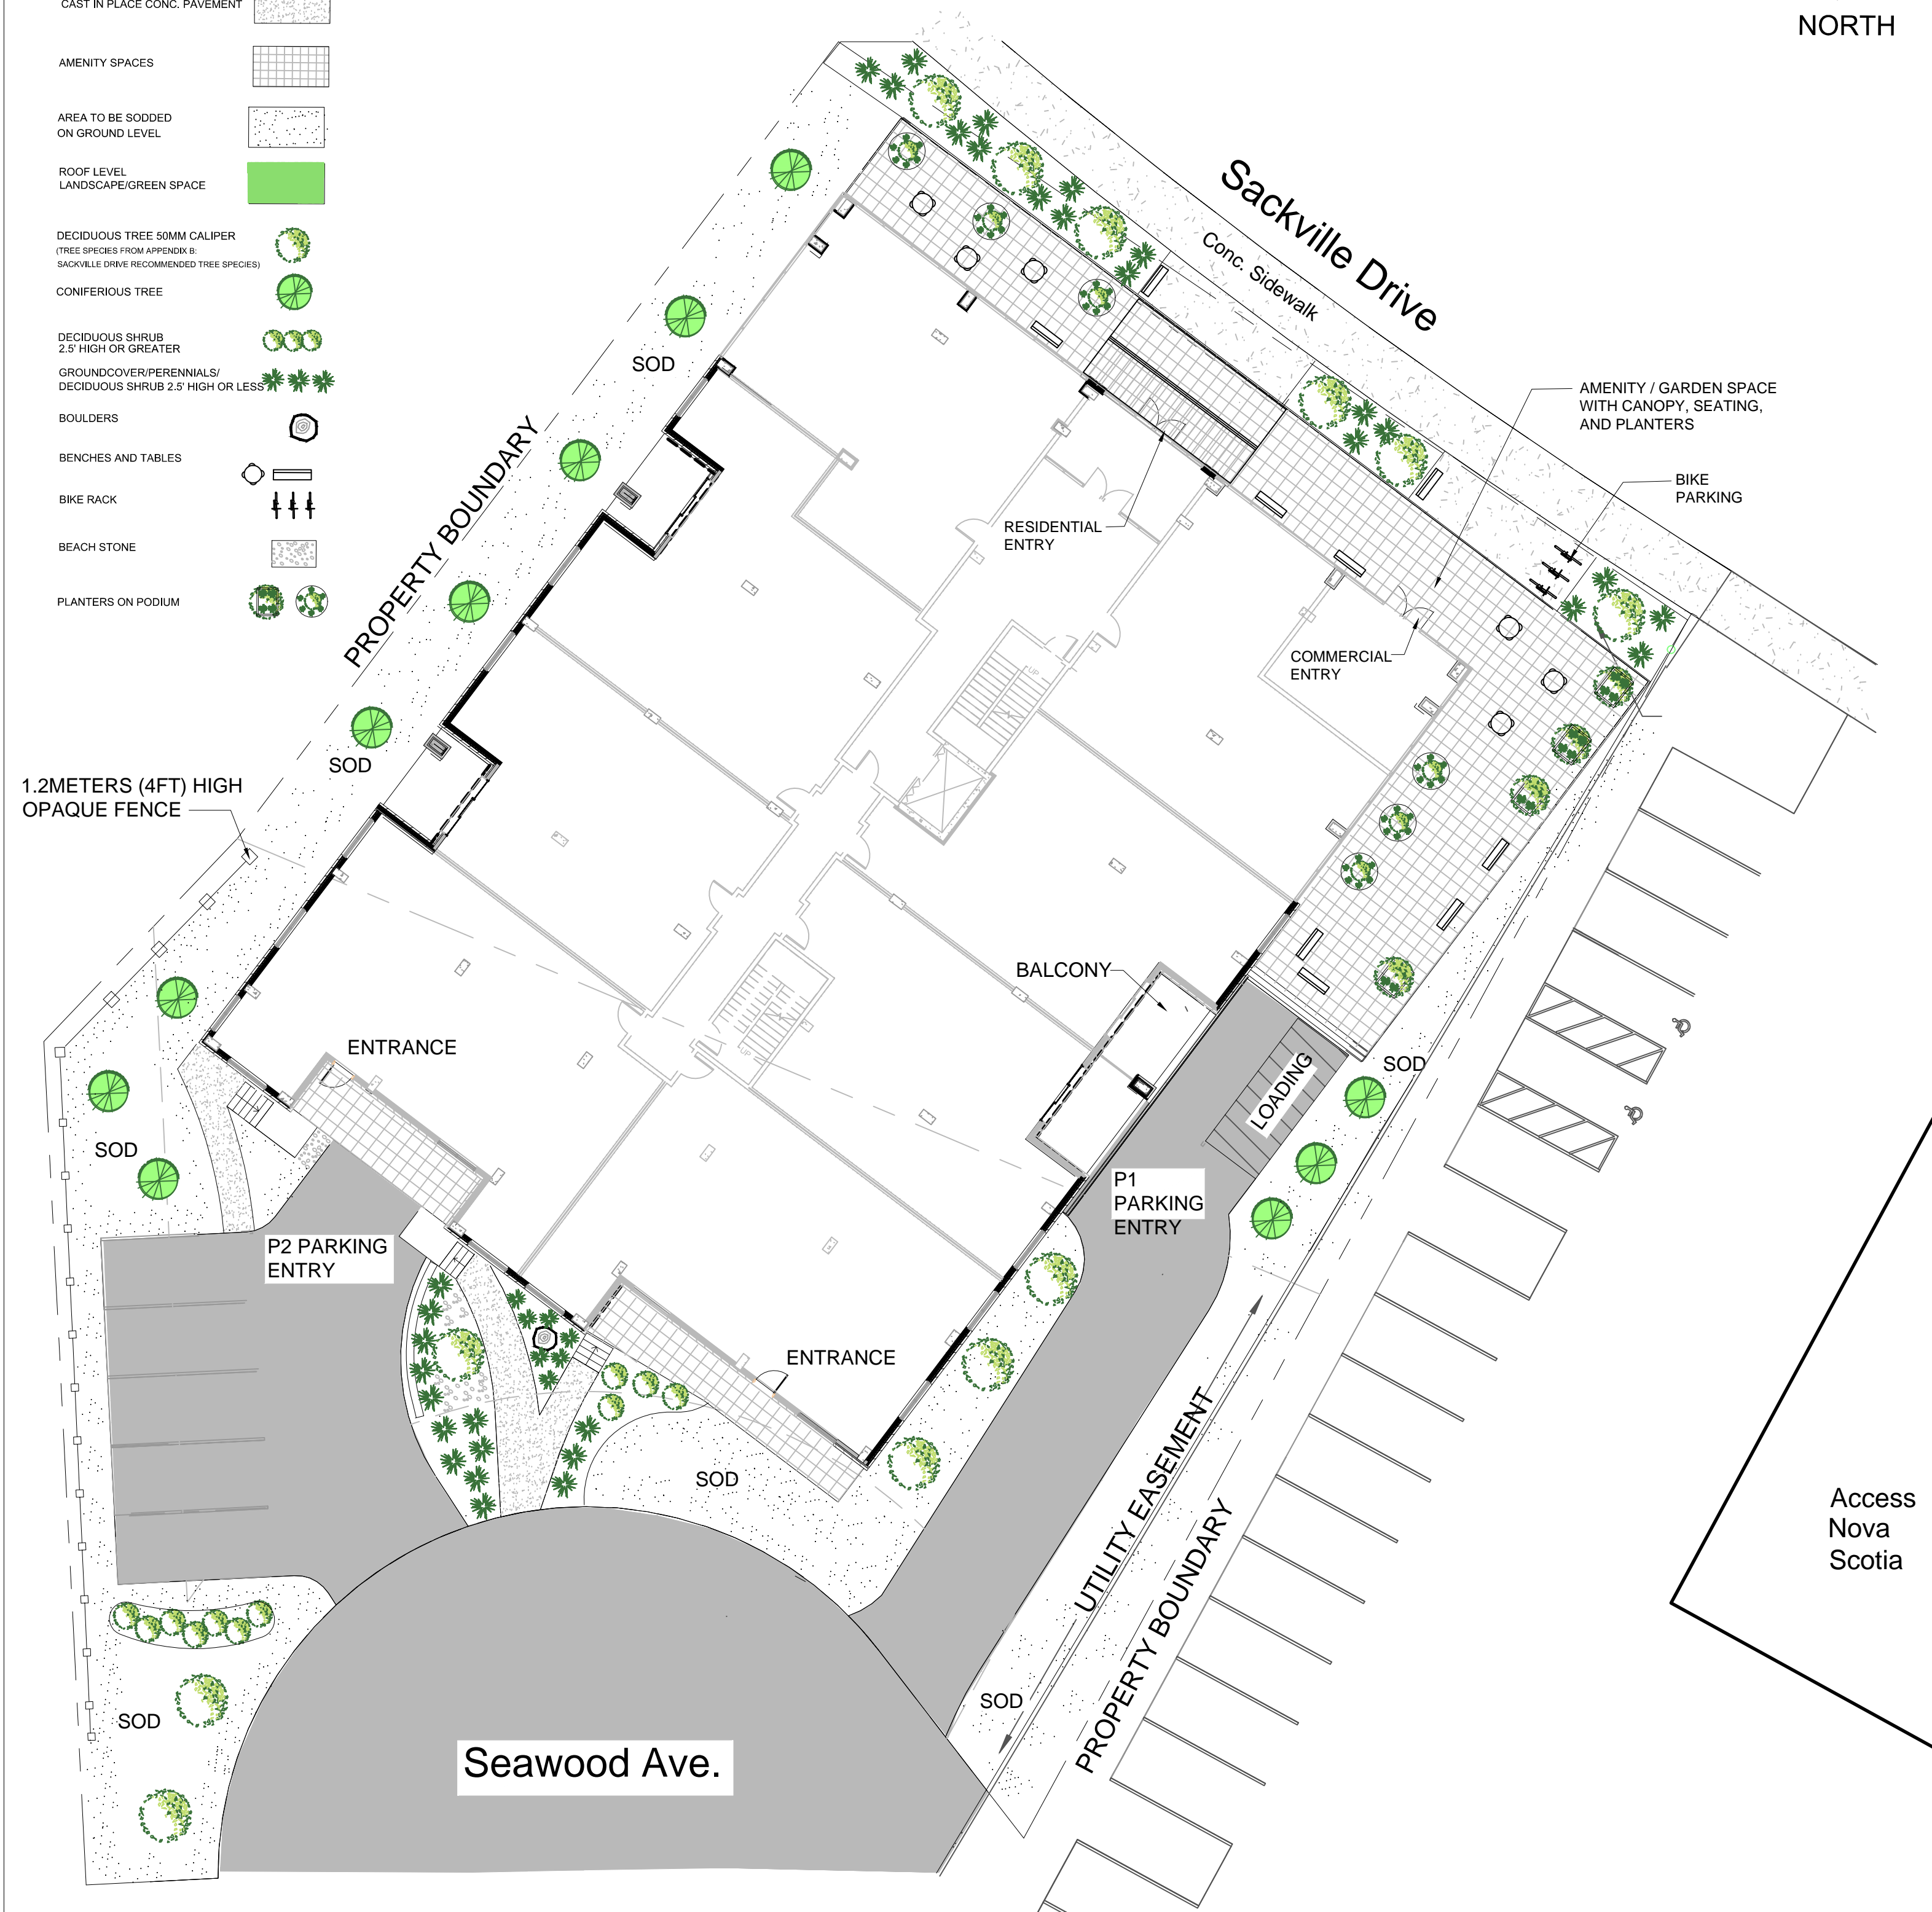 CAST IN PLACE CONC. PAVEMENT
NORTH
AMENITY SPACES
AREA TO BE SODDED
ON GROUND LEVEL
ROOF LEVEL
LANDSCAPE/GREEN SPACE
DECIDUOUS TREE 50MM CALIPER
(TREE SPECIES FROM APPENDIX B:
SACKVILLE DRIVE RECOMMENDED TREE SPECIES)
CONIFERIOUS TREE
DECIDUOUS SHRUB
2.5' HIGH OR GREATER
GROUNDCOVER/PERENNIALS/
DECIDUOUS SHRUB 2.5' HIGH OR LESS
BOULDERS
BENCHES AND TABLES
BIKE RACK
BEACH STONE
PLANTERS ON PODIUM
Sackville Drive
Conc. Sidewalk
AMENITY / GARDEN SPACE
WITH CANOPY, SEATING,
AND PLANTERS
BIKE
PARKING
SOD
PROPERTY BOUNDARY
RESIDENTIAL
ENTRY
COMMERCIAL
ENTRY
UP
SOD
1.2METERS (4FT) HIGH
OPAQUE FENCE
BALCONY
ENTRANCE
UP
LOADING
SOD
SOD
P1
PARKING
ENTRY
P2 PARKING
ENTRY
ENTRANCE
SOD
UTILITY EASEMENT
PROPERTY BOUNDARY
Access
Nova
Scotia
SOD
SOD
Seawood Ave.